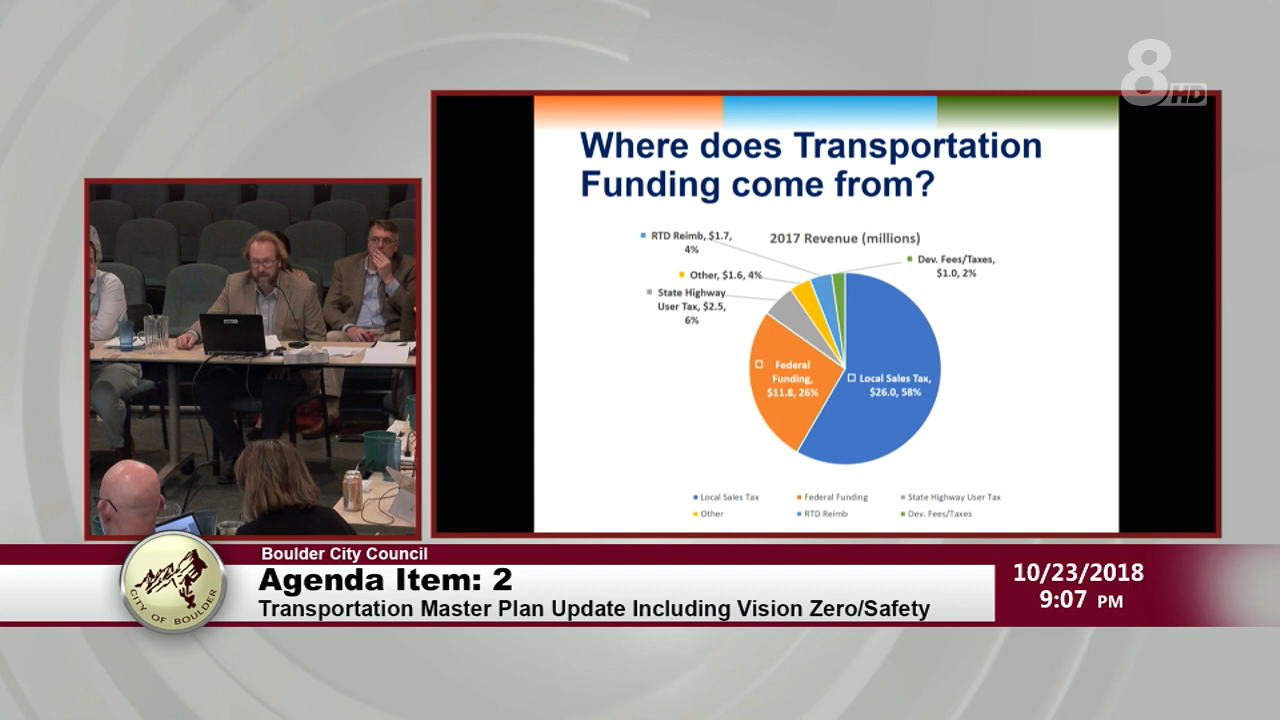 8
HD
Where does Transportation
Funding come from?
2017 Revenue (millions)
RTD Reimb, $1.7,
4%
Other, $1.6, 4%
State Highway
User Tax, $2.5,
6%
Dev. Fees/Taxes,
$1.0, 2%
Federal
Funding,
$11.8, 26%
Local Sales Tax,
$26.0, 58%
Local Sales Tax
Federal Funding
State Highway User Tax
Other
RTD Reimb
Dev. Fees/Taxes
Boulder City Council
Agenda Item: 2
Transportation Master Plan Update Including Vision Zero/Safety
CITY OF BOULDER
10/23/2018
9:07 PM